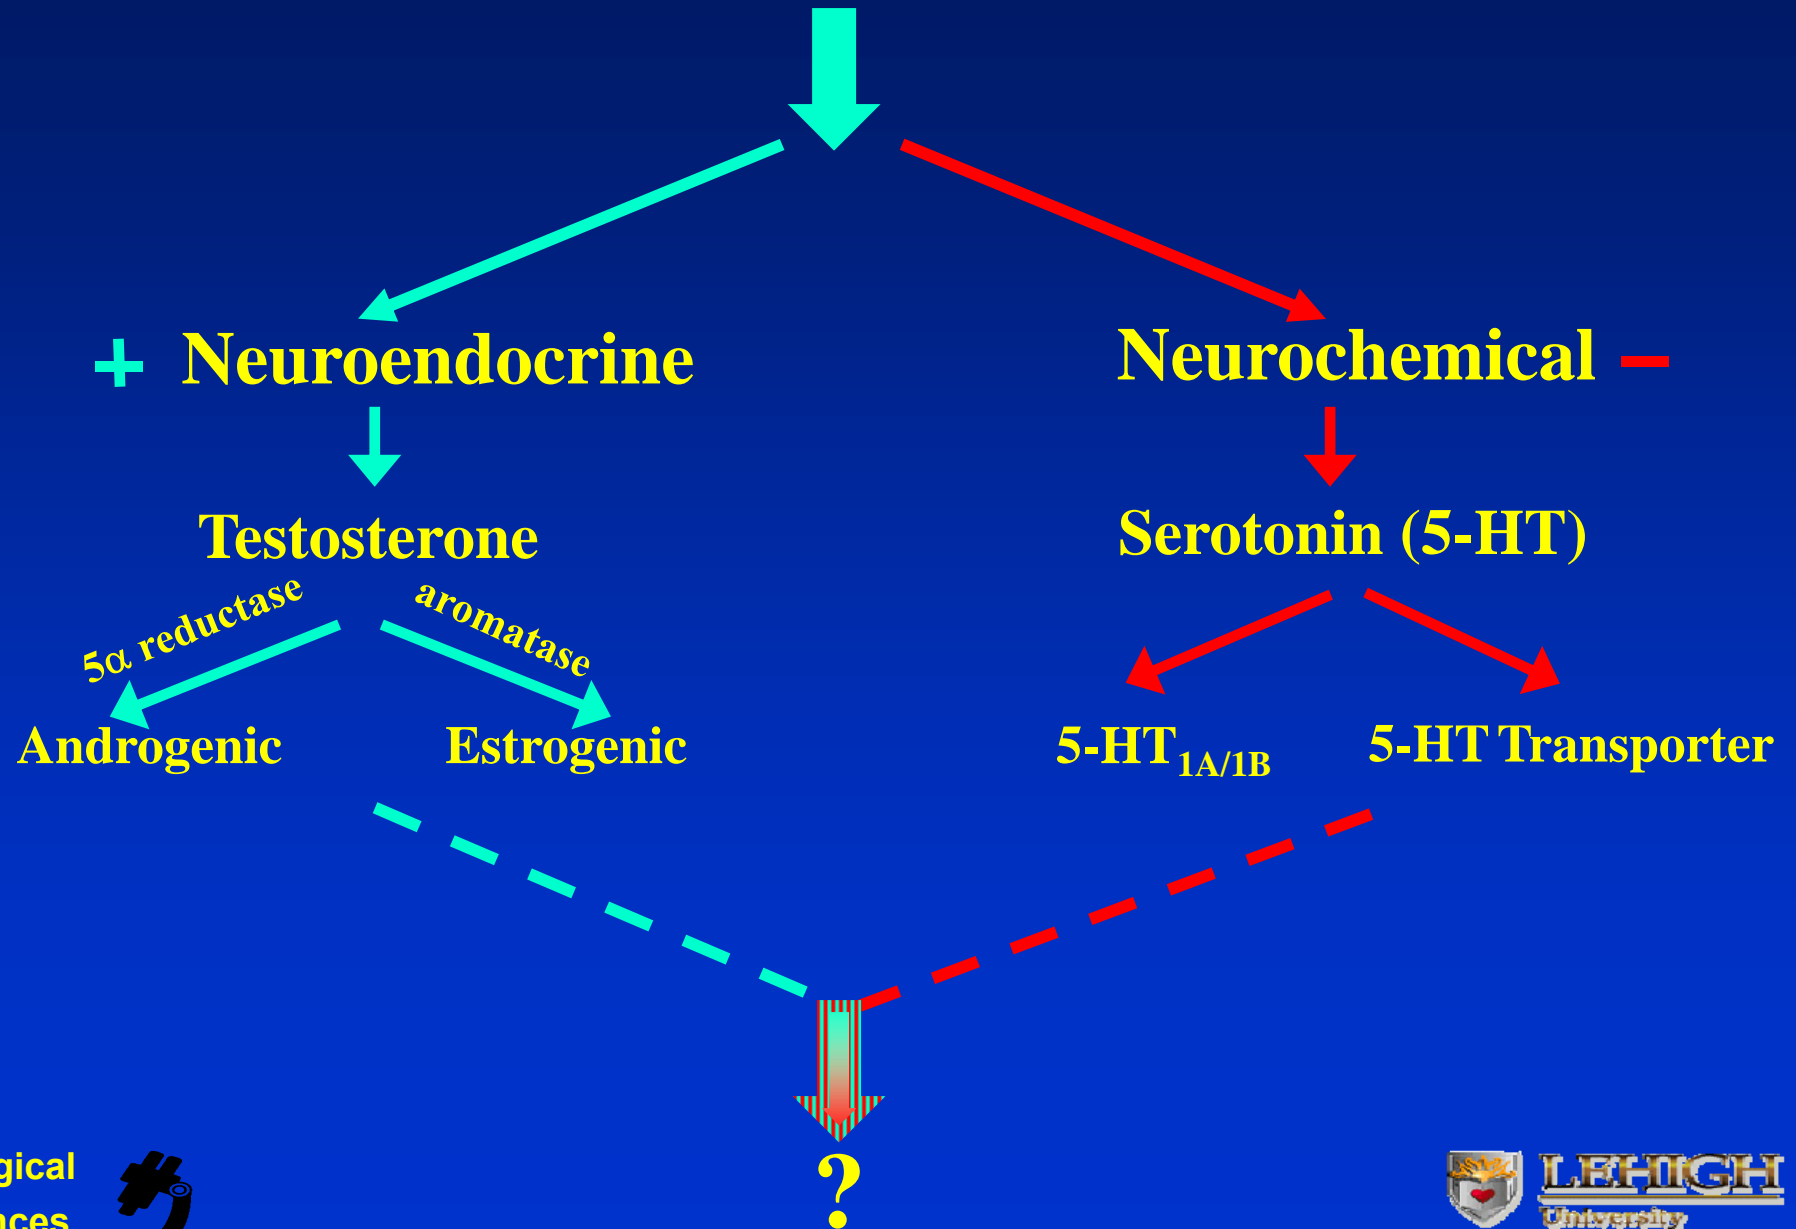 + Neuroendocrine
Neurochemical –
Testosterone
Serotonin (5-HT)
5α reductase
aromatase
Androgenic
Estrogenic
5-HT1A/1B
5-HT Transporter
?
gical
nces
LEHIGH
University